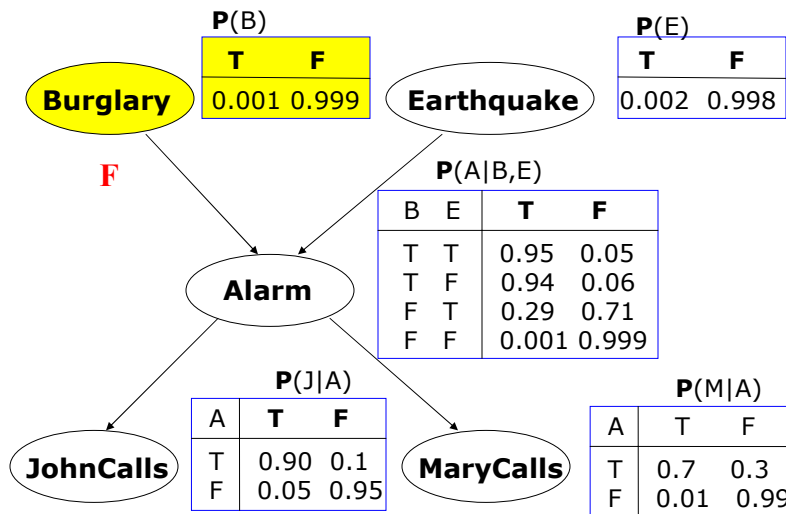 P(B)
T F
Burglary 0.001 0.999
P(E)
T F
Earthquake 0.002 0.998
F
P(A|B,E)
B E T F
T T 0.95 0.05
T F 0.94 0.06
F T 0.29 0.71
F F 0.001 0.999
Alarm
P(J|A)
A T F
T 0.90 0.1
F 0.05 0.95
JohnCalls
P(M|A)
A T F
T 0.7 0.3
F 0.01 0.99
MaryCalls